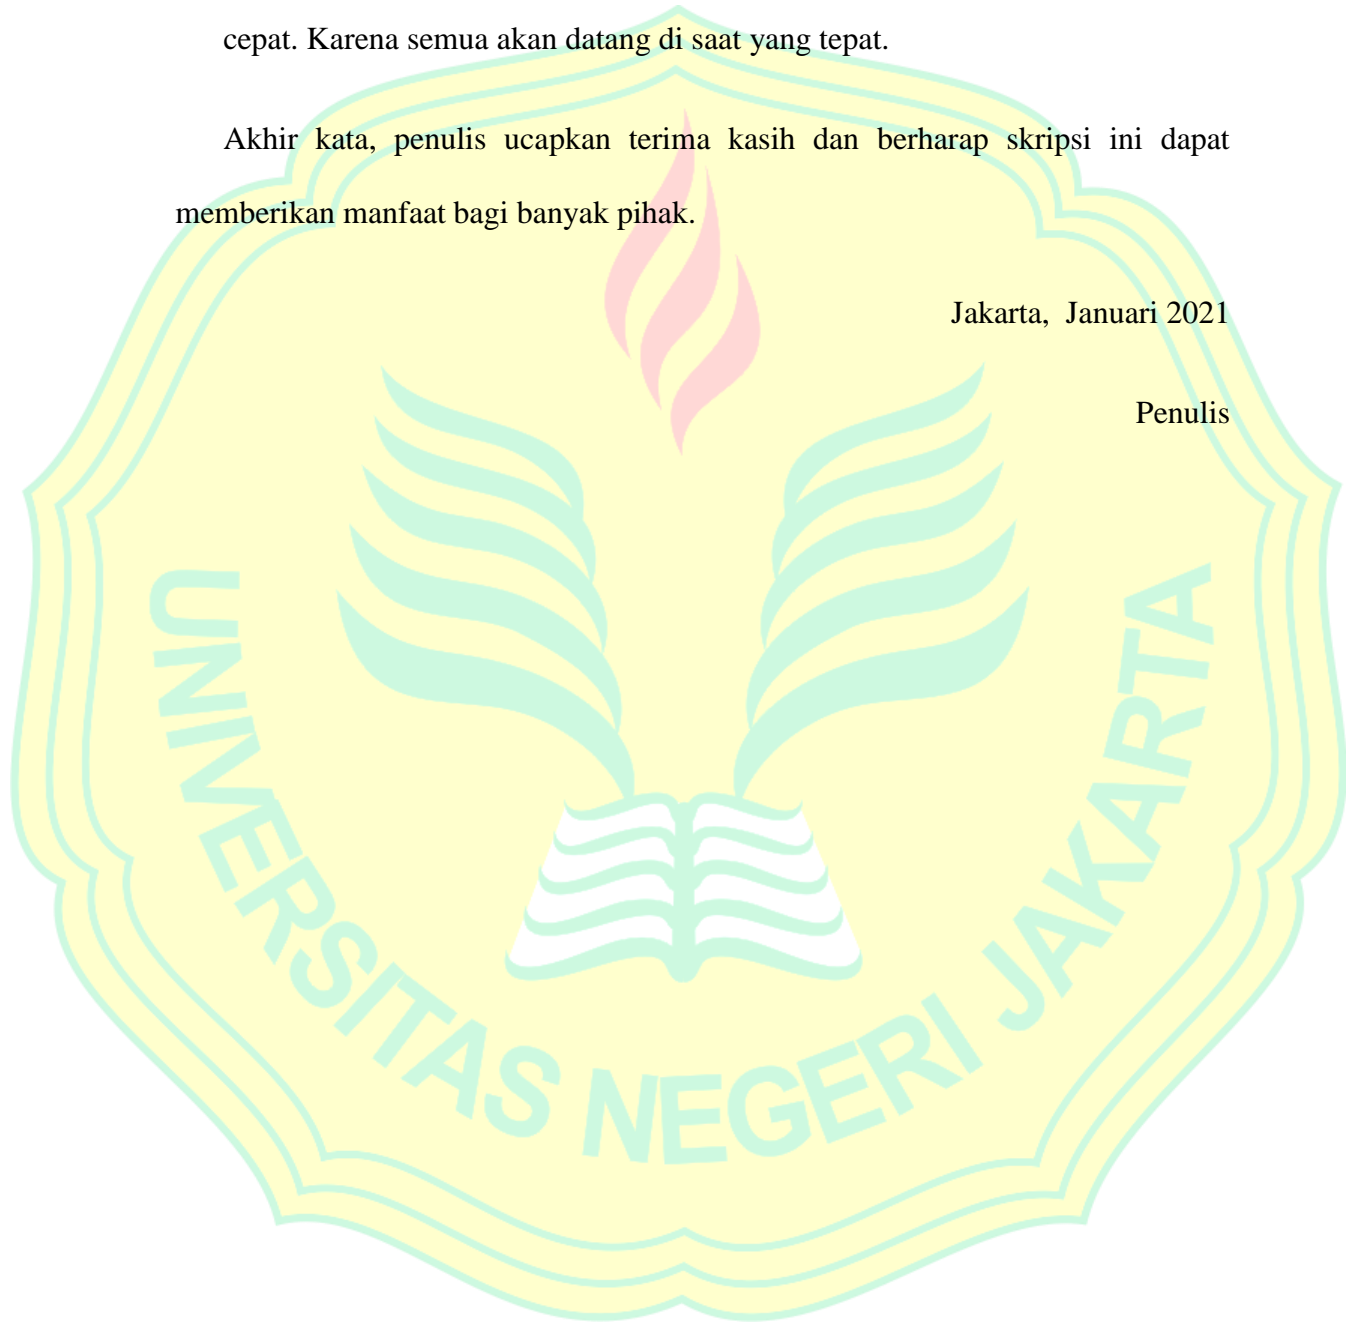 cepat. Karena semua akan datang di saat yang tepat.
Akhir kata, penulis ucapkan terima kasih dan berharap skripsi ini dapat
memberikan manfaat bagi banyak pihak.
Jakarta, Januari 2021
Penulis
UNIVERSITAS NEGERI JAKARTA